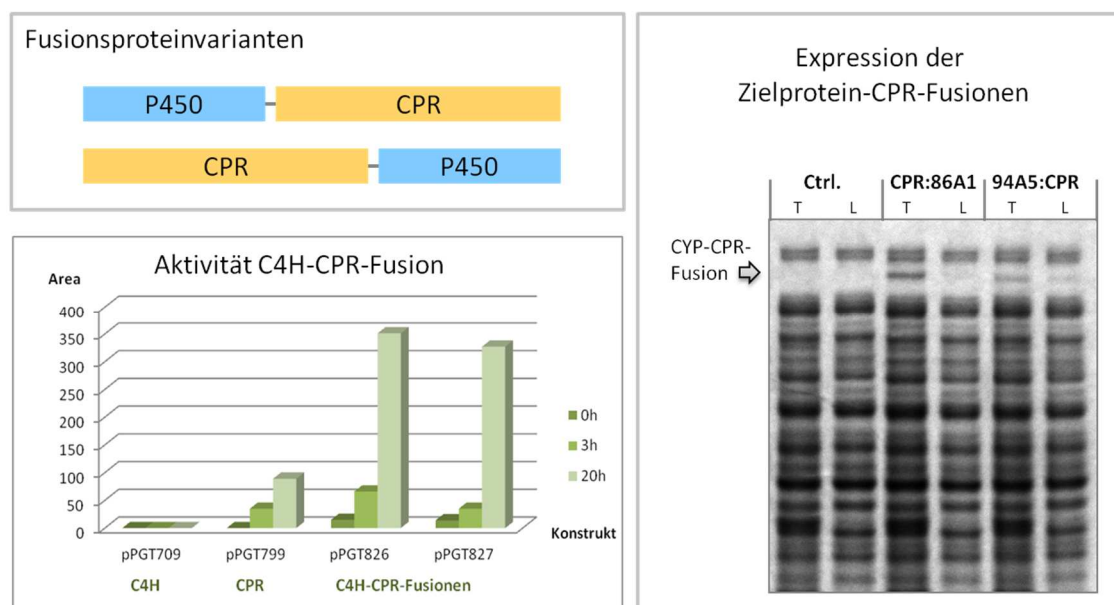 Fusionsproteinvarianten
P450 CPR
CPR P450
Aktivität C4H-CPR-Fusion
Area
400
350
300
250
200
150
100
50
0
0h
3h
20h
Konstrukt
pPGT709 pPGT799 pPGT826 pPGT827
C4H CPR C4H-CPR-Fusionen
Expression der
Zielprotein-CPR-Fusionen
Ctrl. CPR:86A1 94A5:CPR
T L T L T L
CYP-CPR-
Fusion